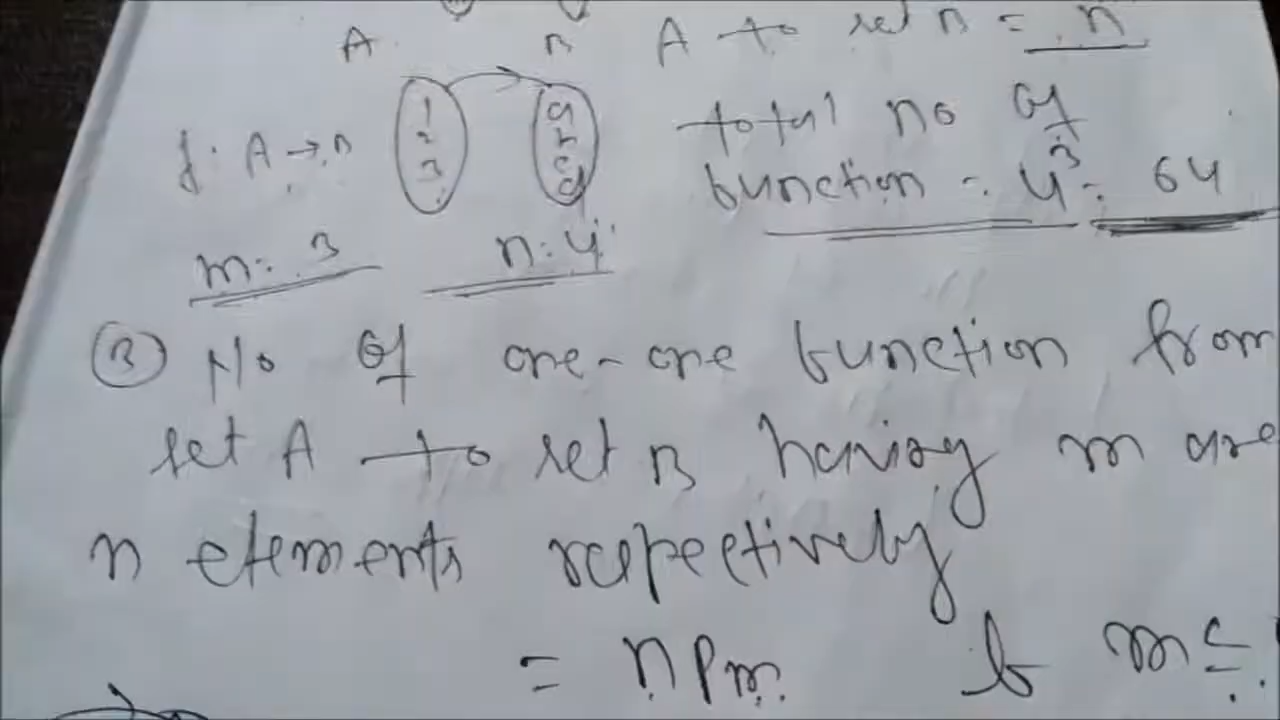 A to set B = n
A B
total no of
f: A → B 1 2 3
function = 4³ = 64
m = 3 n = 4
③ No of one-one function from
set A to set B having m and
n elements respectively
= nPm if m ≤